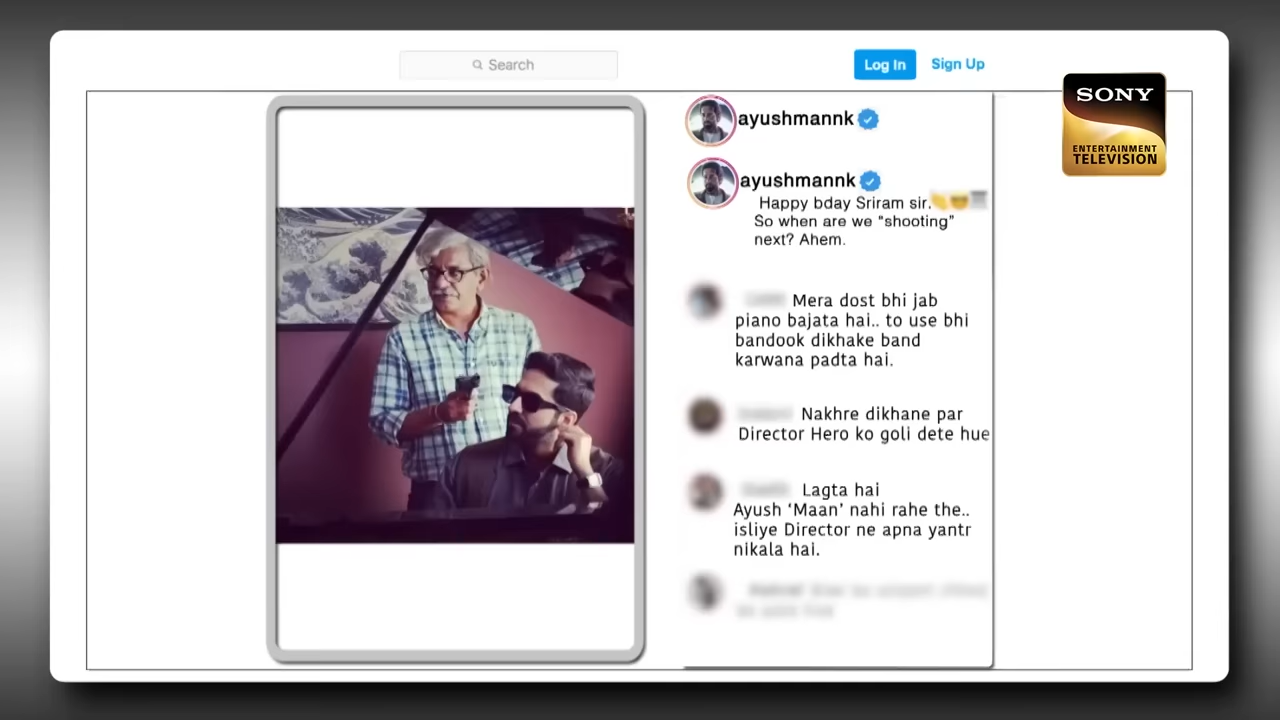 Search
Log In
Sign Up
SONY
ENTERTAINMENT
TELEVISION
ayushmannk
ayushmannk
Happy bday Sriram sir.
So when are we “shooting”
next? Ahem.
Mera dost bhi jab
piano bajata hai.. to use bhi
bandook dikhake band
karwana padta hai.
Nakhre dikhane par
Director Hero ko goli dete hue
Lagta hai
Ayush ‘Maan’ nahi rahe the..
isliye Director ne apna yantr
nikala hai.